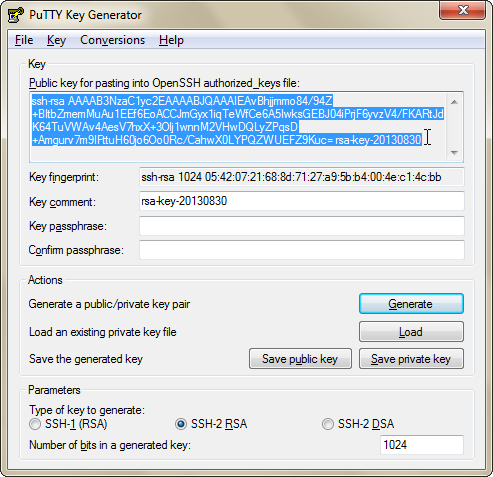 PuTTY Key Generator
File Key Conversions Help
Key
Public key for pasting into OpenSSH authorized_keys file:
ssh-rsa AAAAB3NzaC1yc2EAAAABJQAAAIEAvBhjjmmo84/94Z
+BltbZmemMuAu1EEf6EoACCJmGyx1iqTeWfCe6A5lwksGEBJ04iPrjF6yvzV4/FKARtJd
K64TuVWAv4AesV7hxX+3Olj1wnnM2VHwDQLyZPqsD
+Amgurv7m9IPttuH60jo6Oo0Rc/CahwX0LYPQZWUEFZ9Kuc= rsa-key-20130830
Key fingerprint: ssh-rsa 1024 05:42:07:21:68:8d:71:27:a9:5b:b4:00:4e:c1:4c:bb
Key comment: rsa-key-20130830
Key passphrase:
Confirm passphrase:
Actions
Generate a public/private key pair Generate
Load an existing private key file Load
Save the generated key Save public key Save private key
Parameters
Type of key to generate:
SSH-1 (RSA) SSH-2 RSA SSH-2 DSA
Number of bits in a generated key: 1024